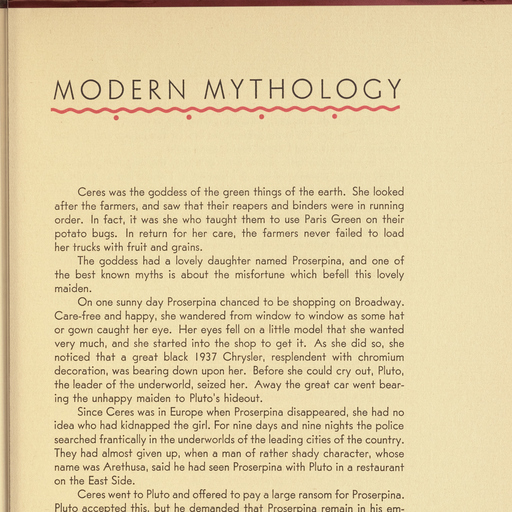 MODERN MYTHOLOGY
Ceres was the goddess of the green things of the earth. She looked
after the farmers, and saw that their reapers and binders were in running
order. In fact, it was she who taught them to use Paris Green on their
potato bugs. In return for her care, the farmers never failed to load
her trucks with fruit and grains.
The goddess had a lovely daughter named Proserpina, and one of
the best known myths is about the misfortune which befell this lovely
maiden.
On one sunny day Proserpina chanced to be shopping on Broadway.
Care-free and happy, she wandered from window to window as some hat
or gown caught her eye. Her eyes fell on a little model that she wanted
very much, and she started into the shop to get it. As she did so, she
noticed that a great black 1937 Chrysler, resplendent with chromium
decoration, was bearing down upon her. Before she could cry out, Pluto,
the leader of the underworld, seized her. Away the great car went bear-
ing the unhappy maiden to Pluto's hideout.
Since Ceres was in Europe when Proserpina disappeared, she had no
idea who had kidnapped the girl. For nine days and nine nights the police
searched frantically in the underworlds of the leading cities of the country.
They had almost given up, when a man of rather shady character, whose
name was Arethusa, said he had seen Proserpina with Pluto in a restaurant
on the East Side.
Ceres went to Pluto and offered to pay a large ransom for Proserpina.
Pluto accepted this, but he demanded that Proserpina remain in his em-